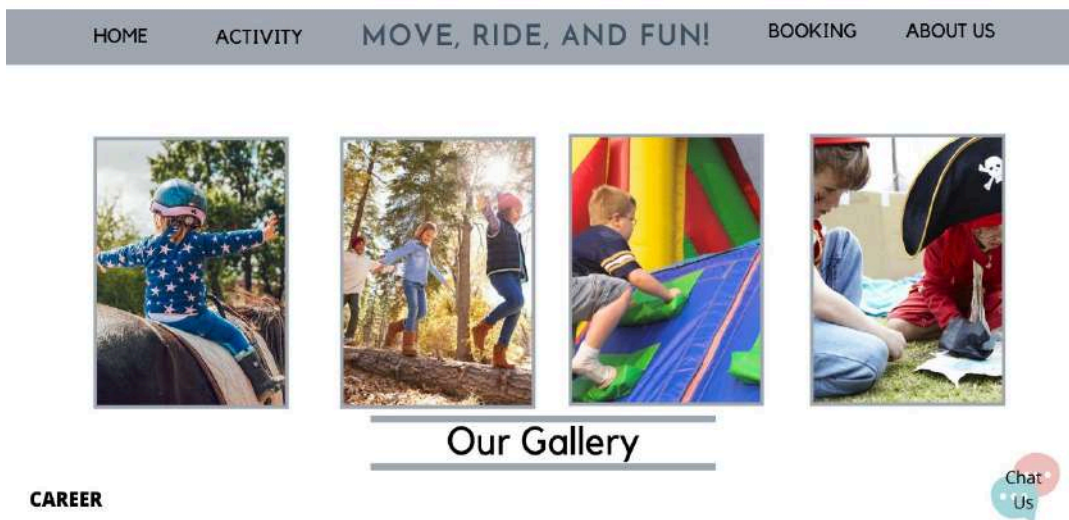 HOME ACTIVITY MOVE, RIDE, AND FUN! BOOKING ABOUT US
Our Gallery
CAREER
Chat
Us